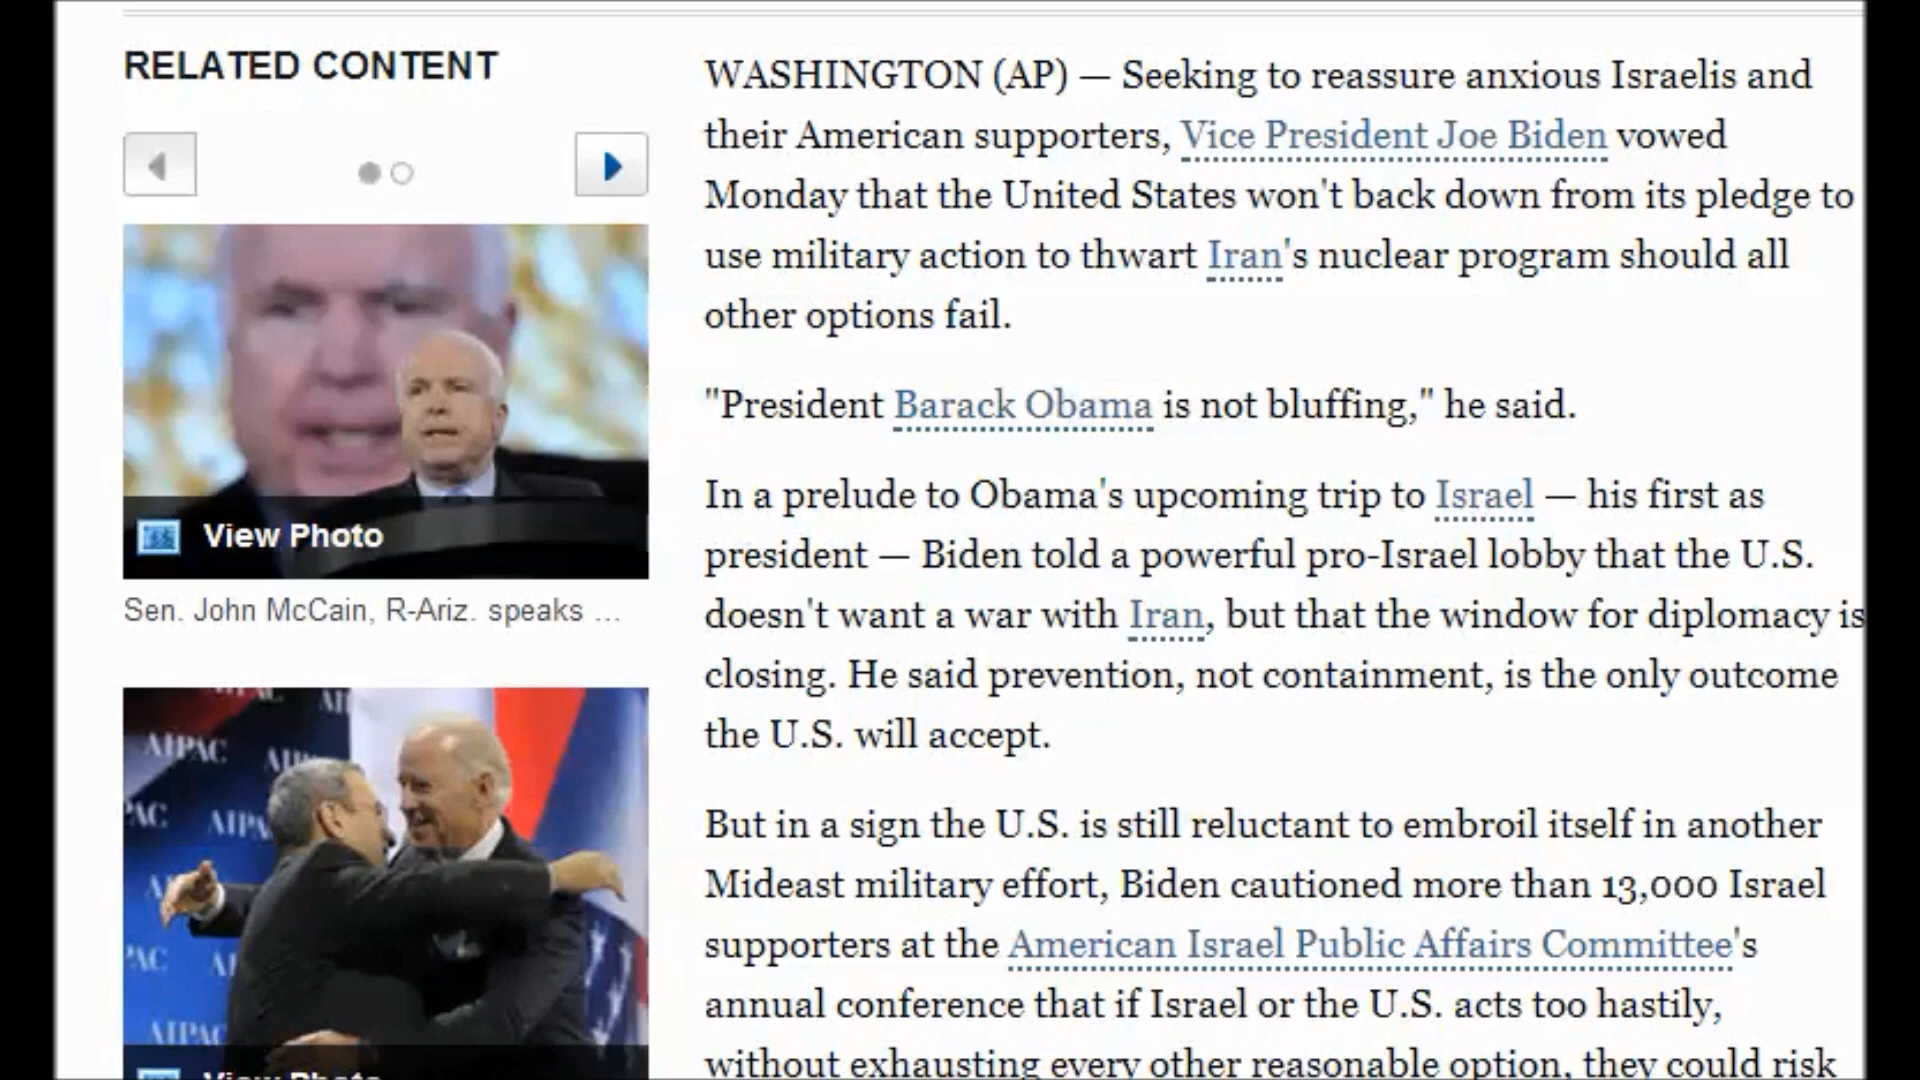 RELATED CONTENT
View Photo
Sen. John McCain, R-Ariz. speaks ...
AIPAC
AIPAC
View Photo
WASHINGTON (AP) — Seeking to reassure anxious Israelis and
their American supporters, Vice President Joe Biden vowed
Monday that the United States won't back down from its pledge to
use military action to thwart Iran's nuclear program should all
other options fail.
"President Barack Obama is not bluffing," he said.
In a prelude to Obama's upcoming trip to Israel — his first as
president — Biden told a powerful pro-Israel lobby that the U.S.
doesn't want a war with Iran, but that the window for diplomacy is
closing. He said prevention, not containment, is the only outcome
the U.S. will accept.
But in a sign the U.S. is still reluctant to embroil itself in another
Mideast military effort, Biden cautioned more than 13,000 Israel
supporters at the American Israel Public Affairs Committee's
annual conference that if Israel or the U.S. acts too hastily,
without exhausting every other reasonable option, they could risk